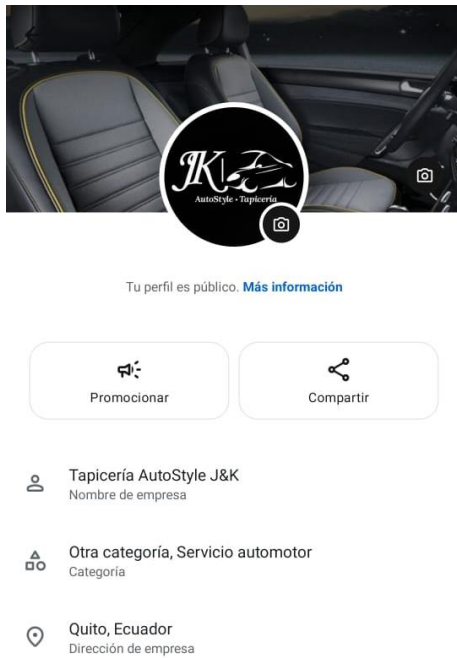 JK
AutoStyle • Tapicería
Tu perfil es público. Más información
Promocionar
Compartir
Tapicería AutoStyle J&K
Nombre de empresa
Otra categoría, Servicio automotor
Categoría
Quito, Ecuador
Dirección de empresa